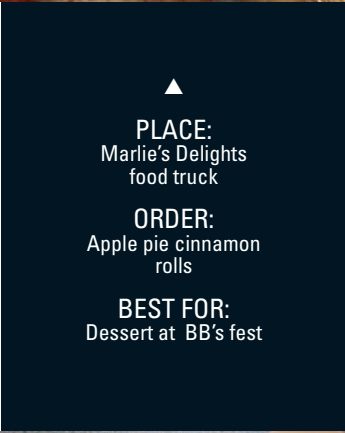 PLACE:
Marlie's Delights
food truck
ORDER:
Apple pie cinnamon
rolls
BEST FOR:
Dessert at BB's fest